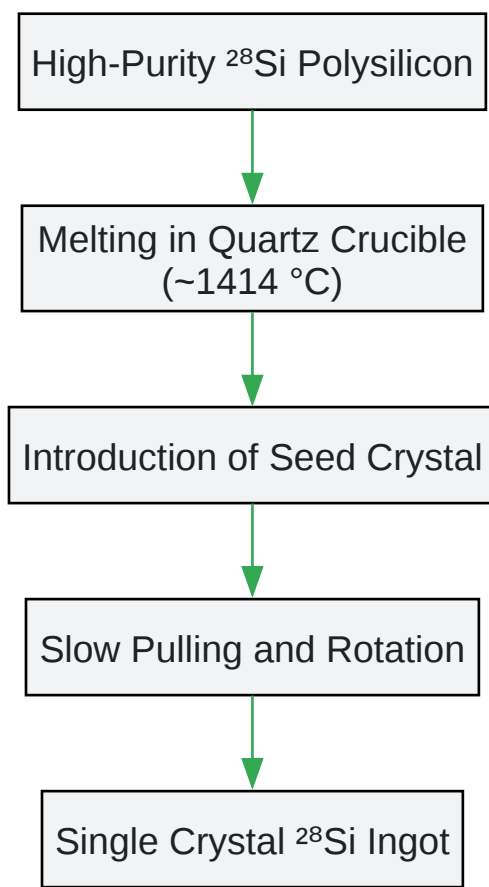 High-Purity ²⁸Si Polysilicon
Melting in Quartz Crucible
(~1414 °C)
Introduction of Seed Crystal
Slow Pulling and Rotation
Single Crystal ²⁸Si Ingot